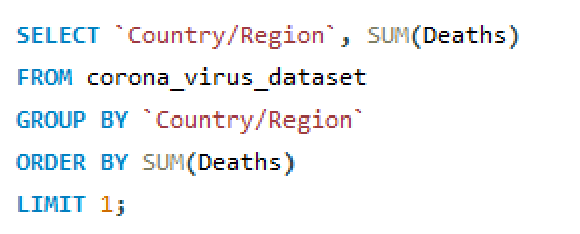 SELECT `Country/Region`, SUM(Deaths)
FROM corona_virus_dataset
GROUP BY `Country/Region`
ORDER BY SUM(Deaths)
LIMIT 1;